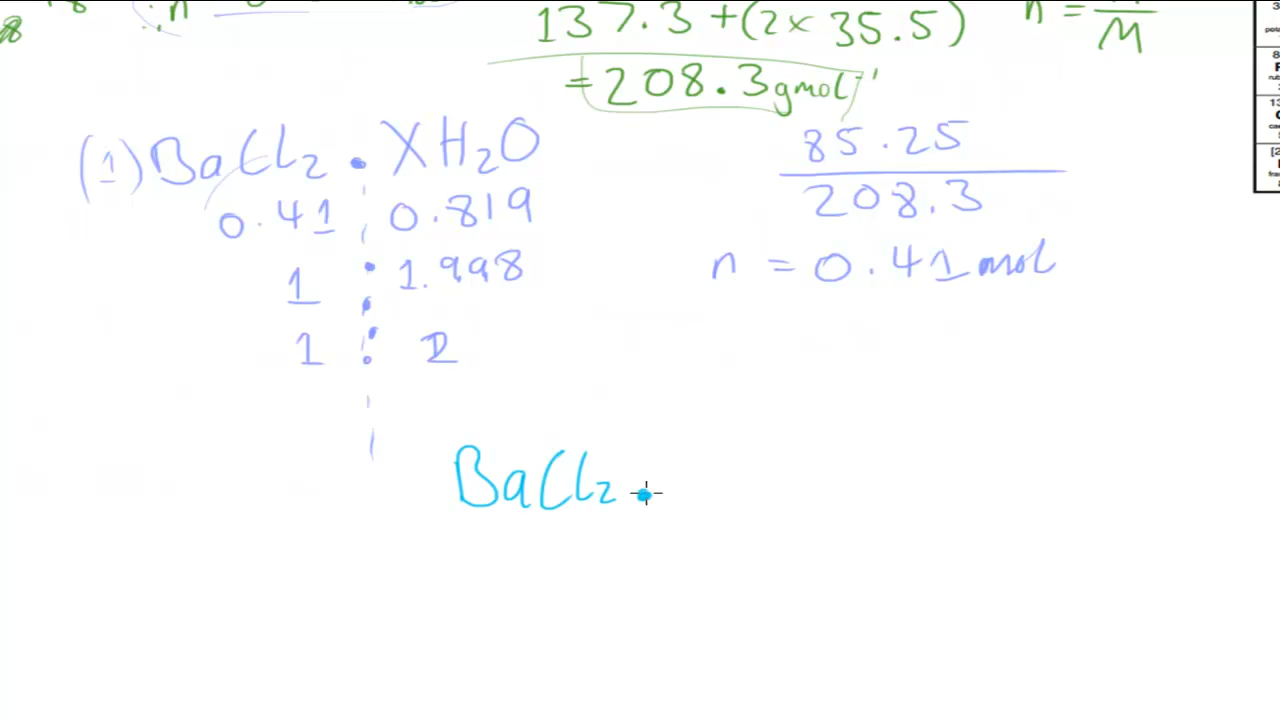 n
137.3 + (2 x 35.5)
n =
M
= 208.3 gmol⁻¹
(1) BaCl₂ • XH₂O
0.41 : 0.819
1 : 1.998
1 : 2
85.25
208.3
n = 0.41 mol
BaCl₂ •